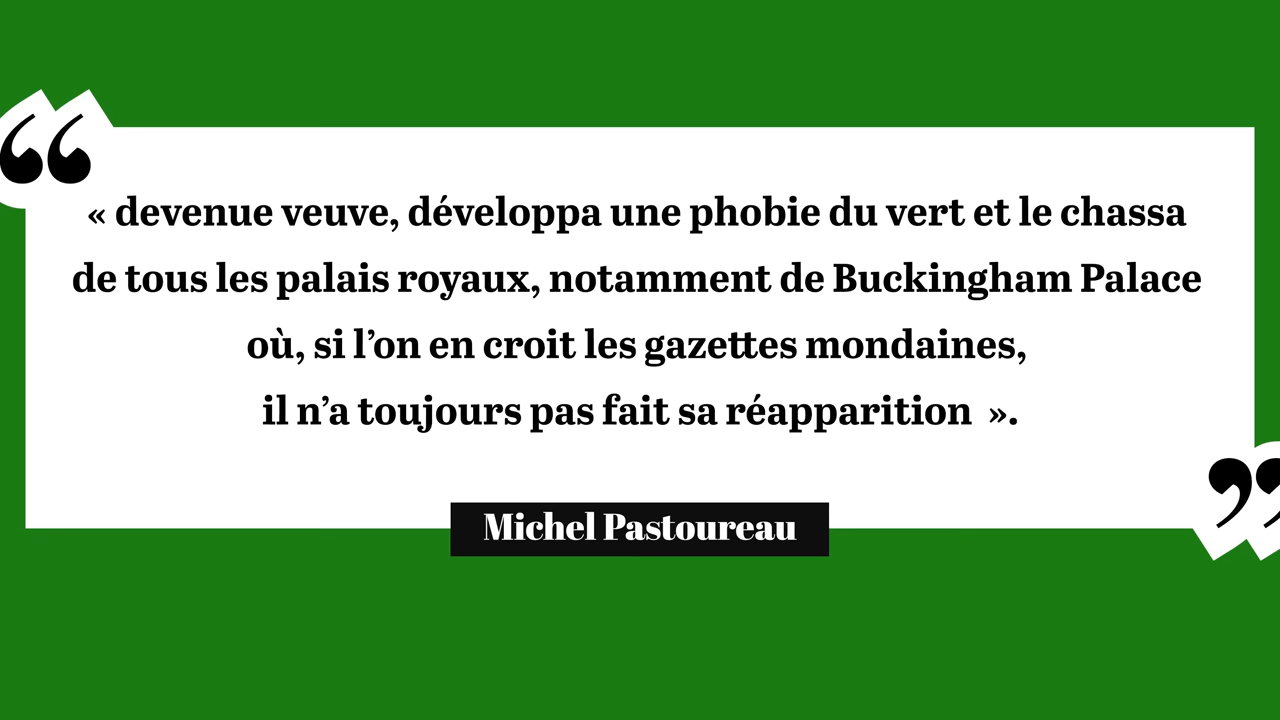 « devenue veuve, développa une phobie du vert et le chassa
de tous les palais royaux, notamment de Buckingham Palace
où, si l’on en croit les gazettes mondaines,
il n’a toujours pas fait sa réapparition  ».
Michel Pastoureau